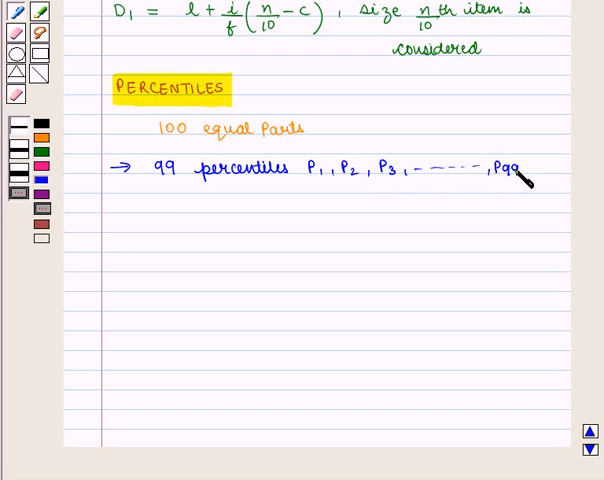 D₁ = l + i/f (n/10 - c), size n/10 th item is
considered
PERCENTILES
100 equal Parts
→ 99 percentiles P₁, P₂, P₃, -------, P99